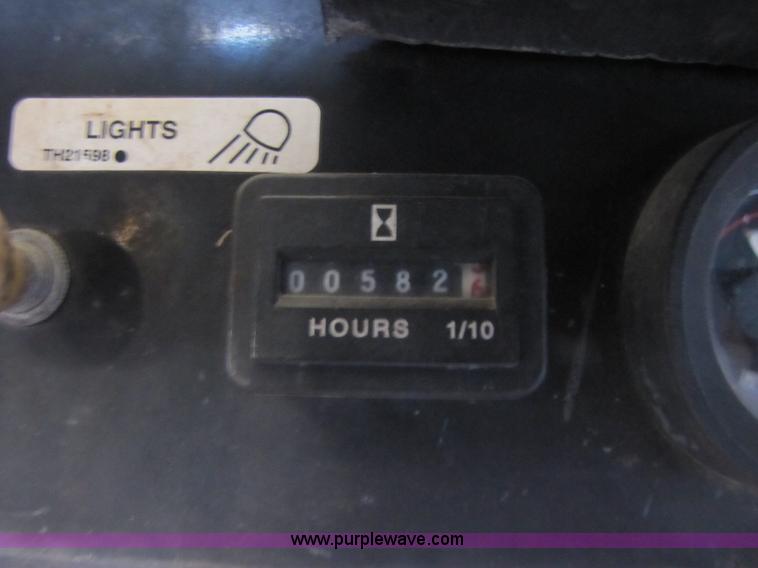 LIGHTS
TH21598
00582
HOURS 1/10
www.purplewave.com